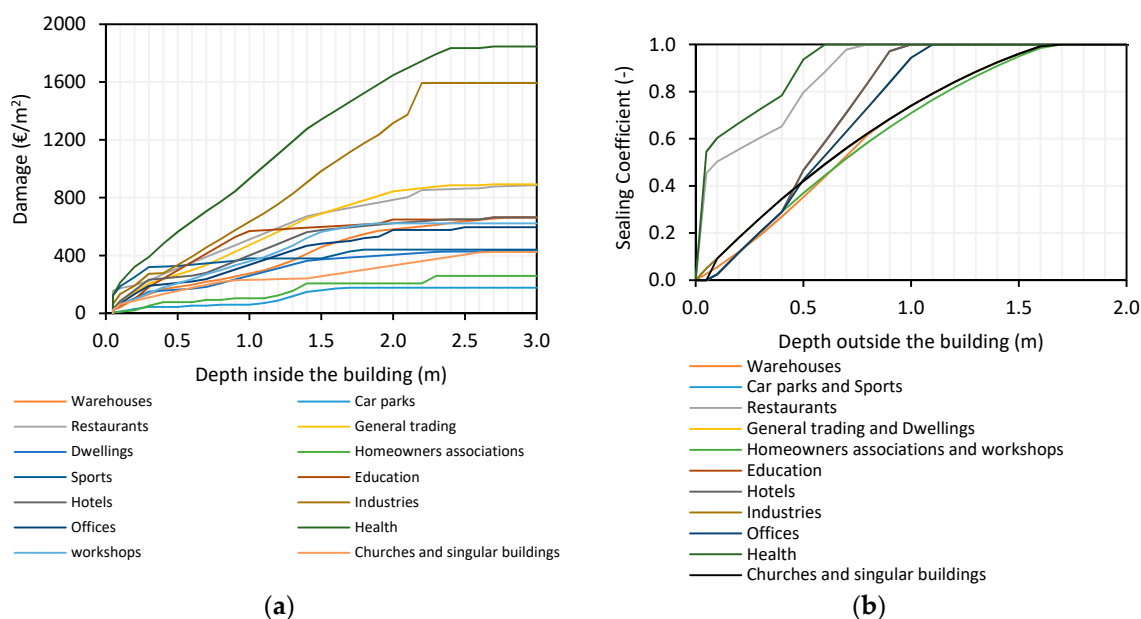 2000
1600
1200
800
400
0
Damage (€/m²)
0.0 0.5 1.0 1.5 2.0 2.5 3.0
Depth inside the building (m)
Warehouses Car parks
Restaurants General trading
Dwellings Homeowners associations
Sports Education
Hotels Industries
Offices Health
workshops Churches and singular buildings
(a)
1.0
0.8
0.6
0.4
0.2
0.0
Sealing Coefficient (-)
0.0 0.5 1.0 1.5 2.0
Depth outside the building (m)
Warehouses
Car parks and Sports
Restaurants
General trading and Dwellings
Homeowners associations and workshops
Education
Hotels
Industries
Offices
Health
Churches and singular buildings
(b)